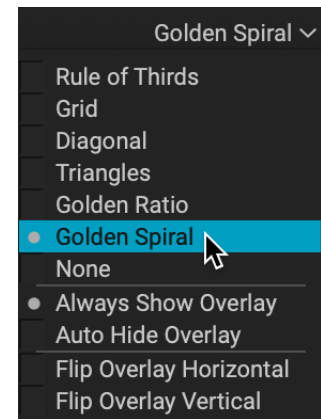 Golden Spiral
Rule of Thirds
Grid
Diagonal
Triangles
Golden Ratio
Golden Spiral
None
Always Show Overlay
Auto Hide Overlay
Flip Overlay Horizontal
Flip Overlay Vertical